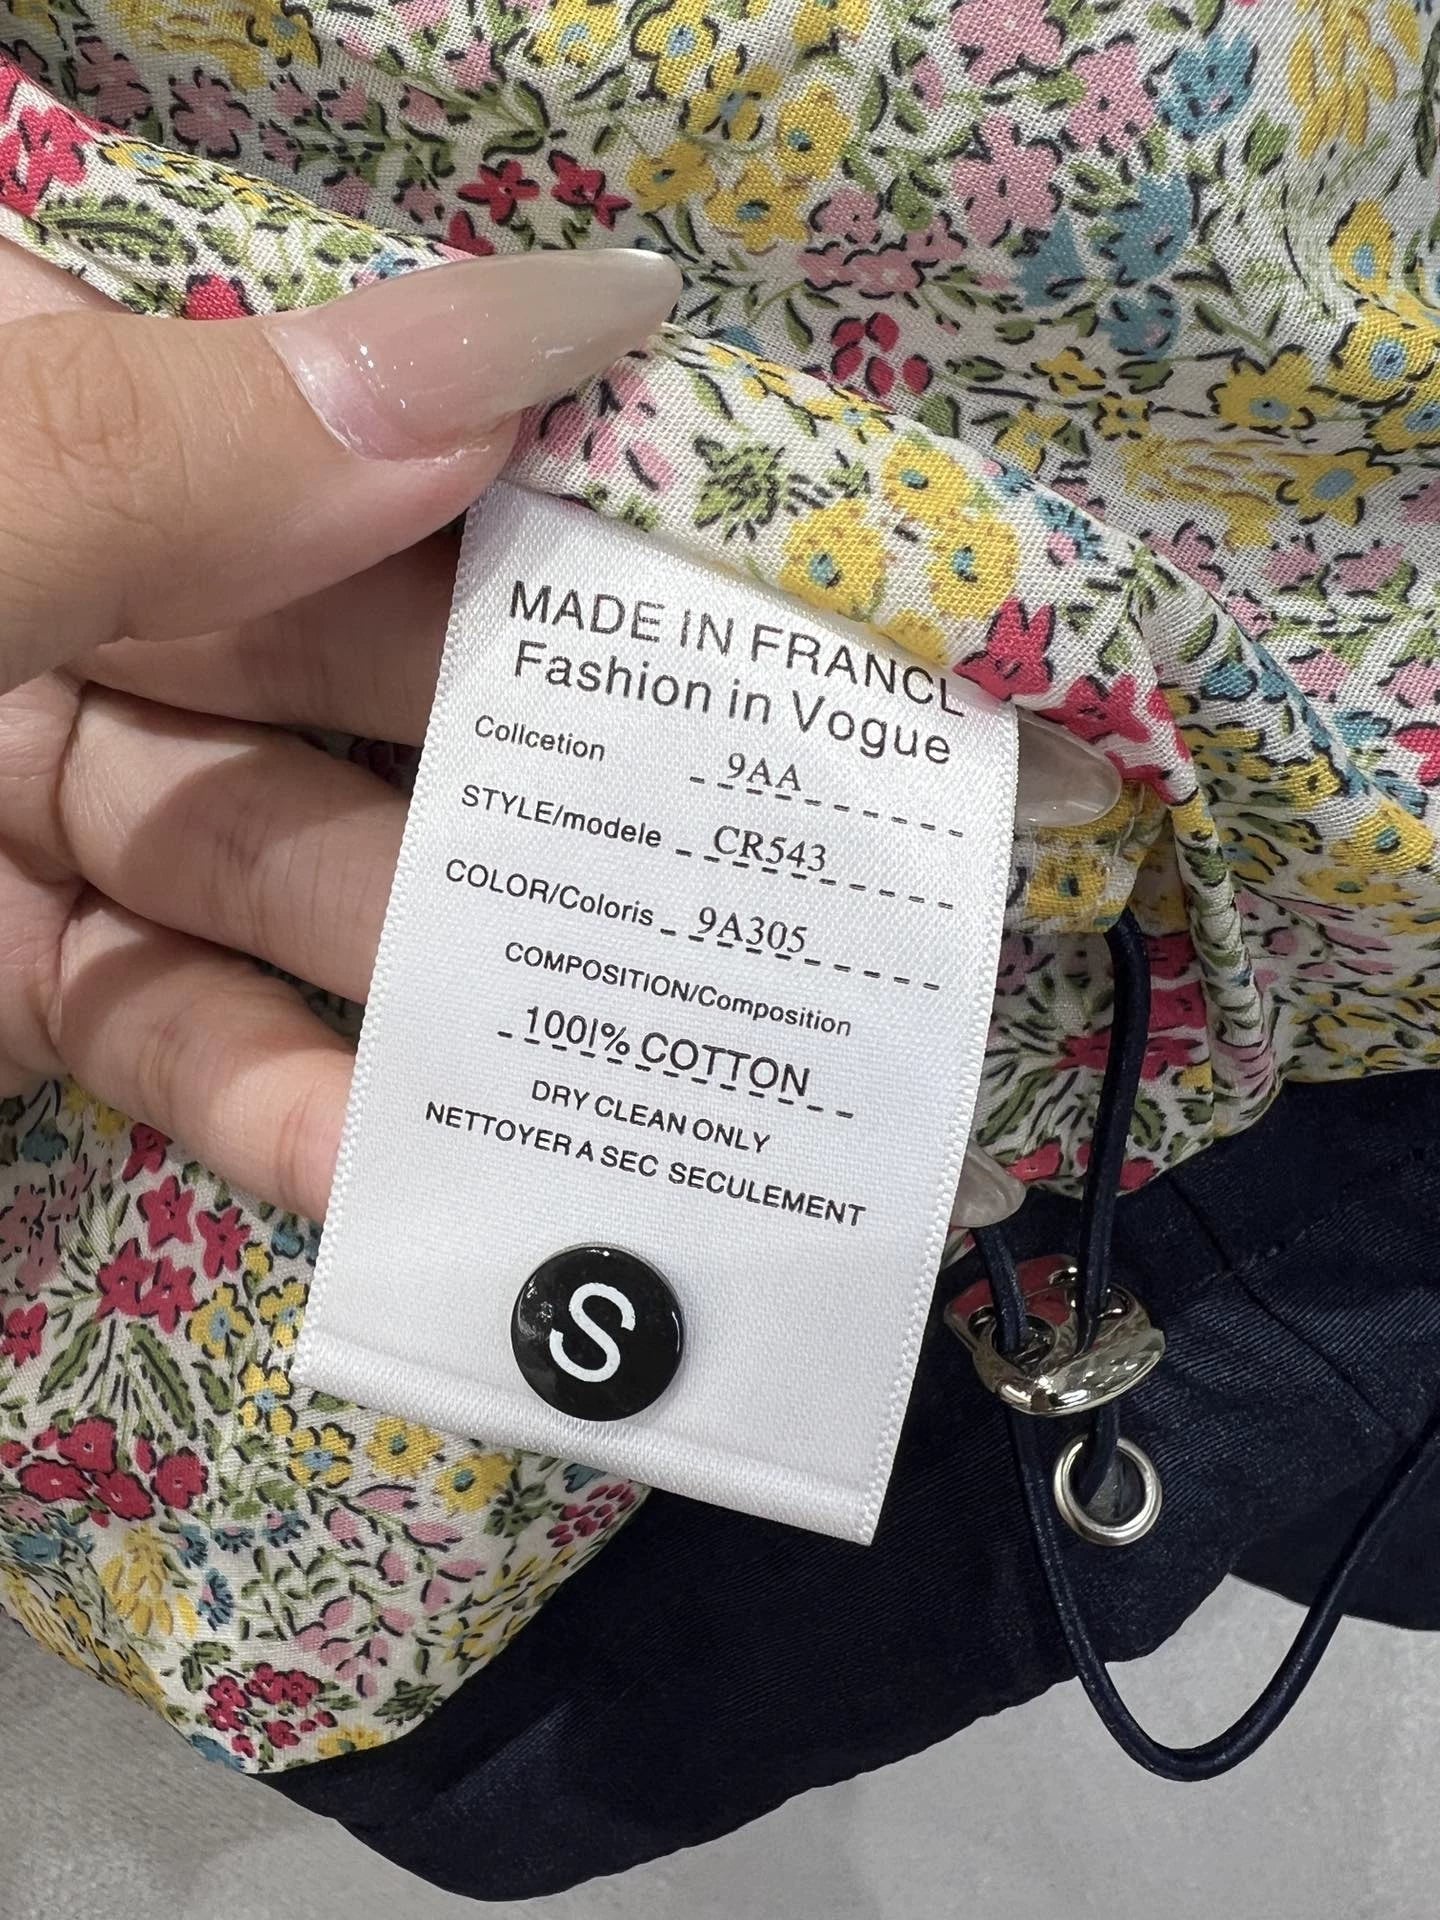 MADE IN FRANCL
Fashion in Vogue
Collcetion 9AA
STYLE/modele CR543
COLOR/Coloris 9A305
COMPOSITION/Composition
100l% COTTON
DRY CLEAN ONLY
NETTOYER A SEC SECULEMENT
S